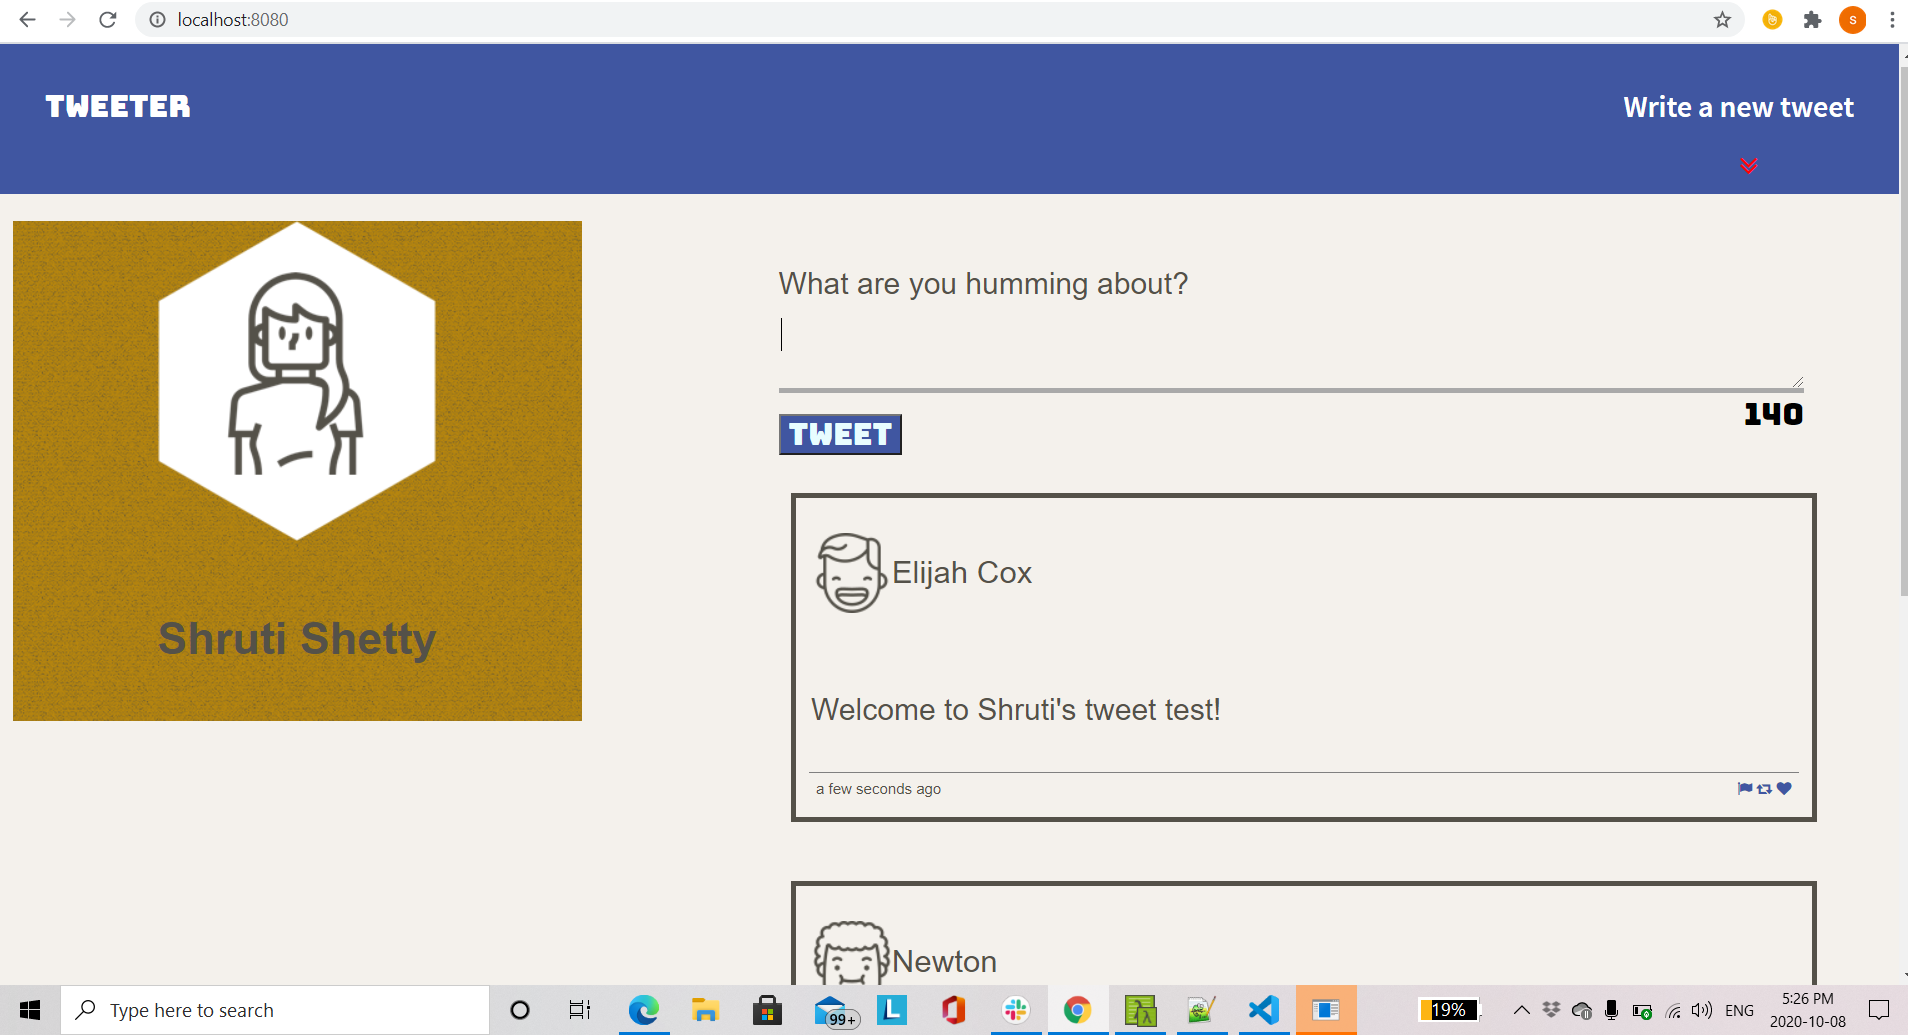 localhost:8080
S
TWEETER
Write a new tweet
What are you humming about?
140
TWEET
Elijah Cox
Welcome to Shruti's tweet test!
a few seconds ago
Shruti Shetty
Newton
Type here to search
99+
L
λ
19%
ENG
5:26 PM
2020-10-08